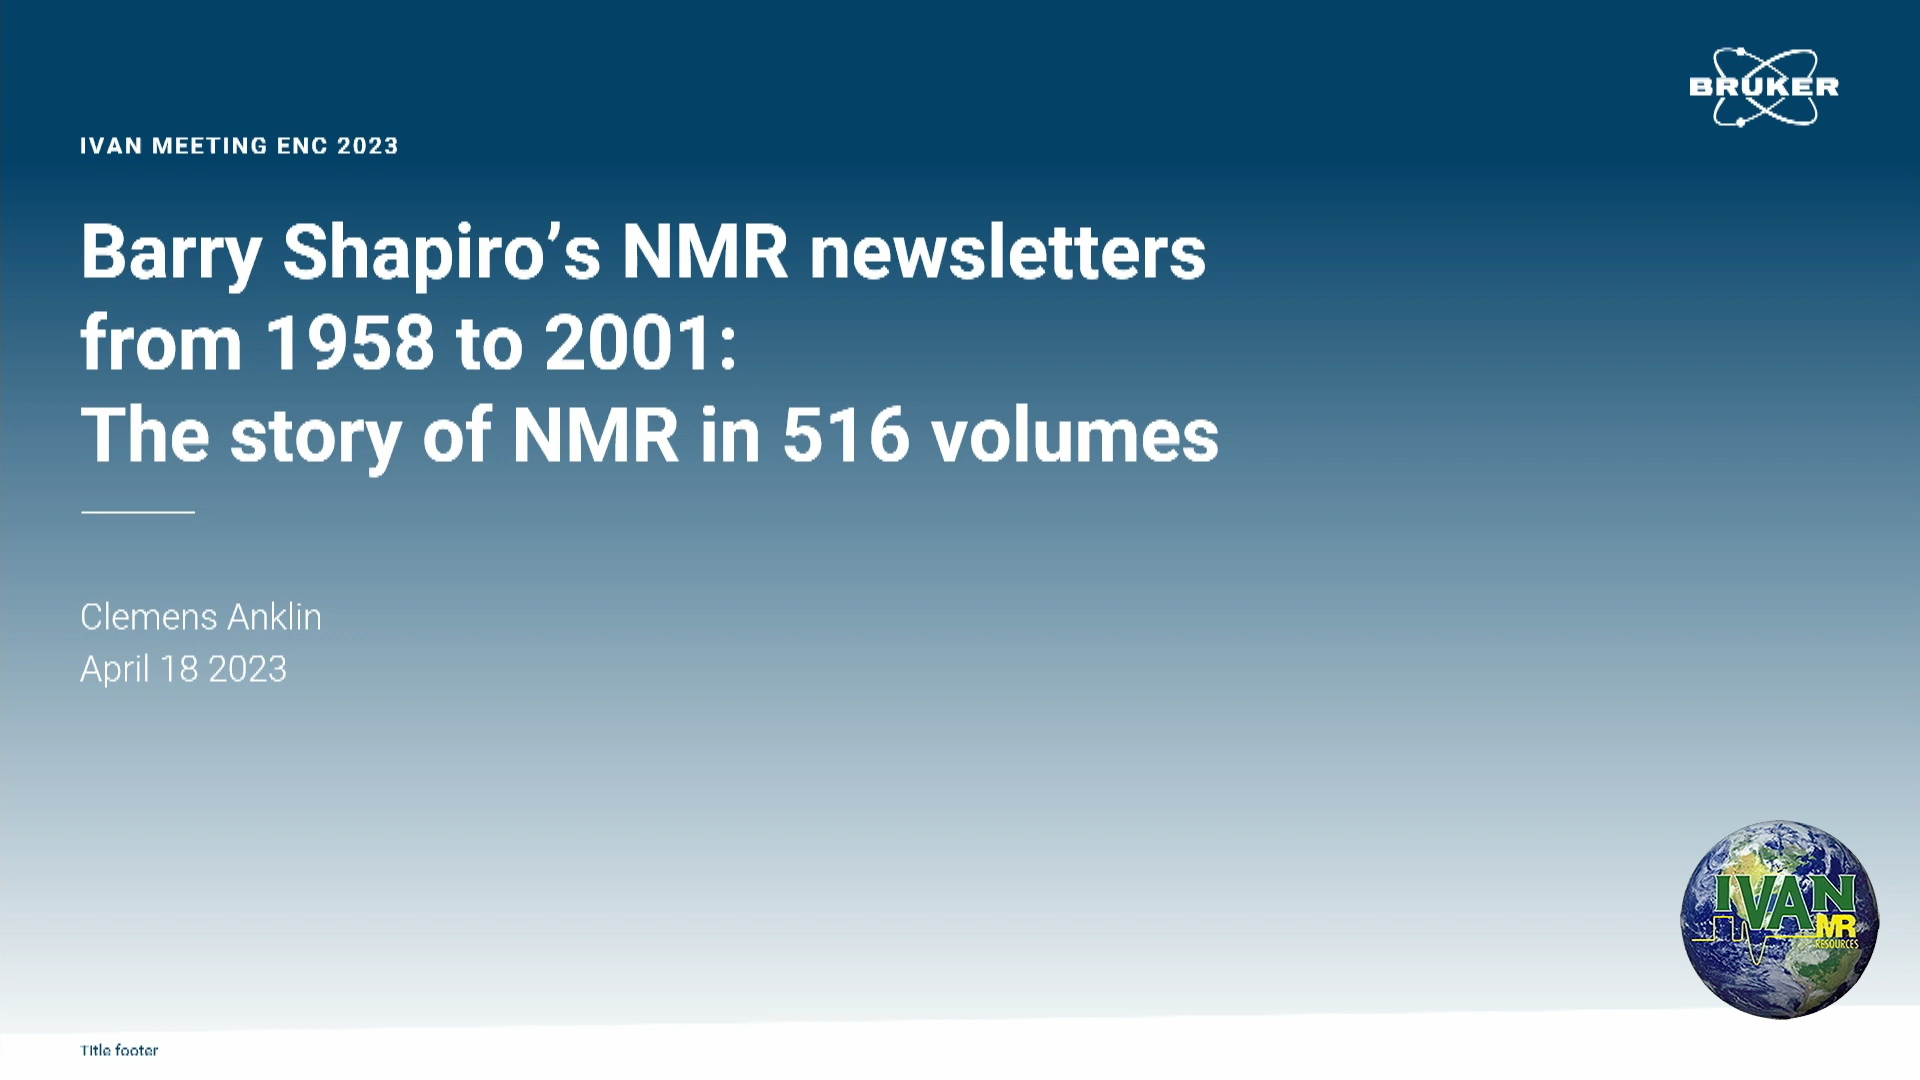 BRUKER
IVAN MEETING ENC 2023
Barry Shapiro’s NMR newsletters
from 1958 to 2001:
The story of NMR in 516 volumes
Clemens Anklin
April 18 2023
IVAN
MR
RESOURCES
Title footer